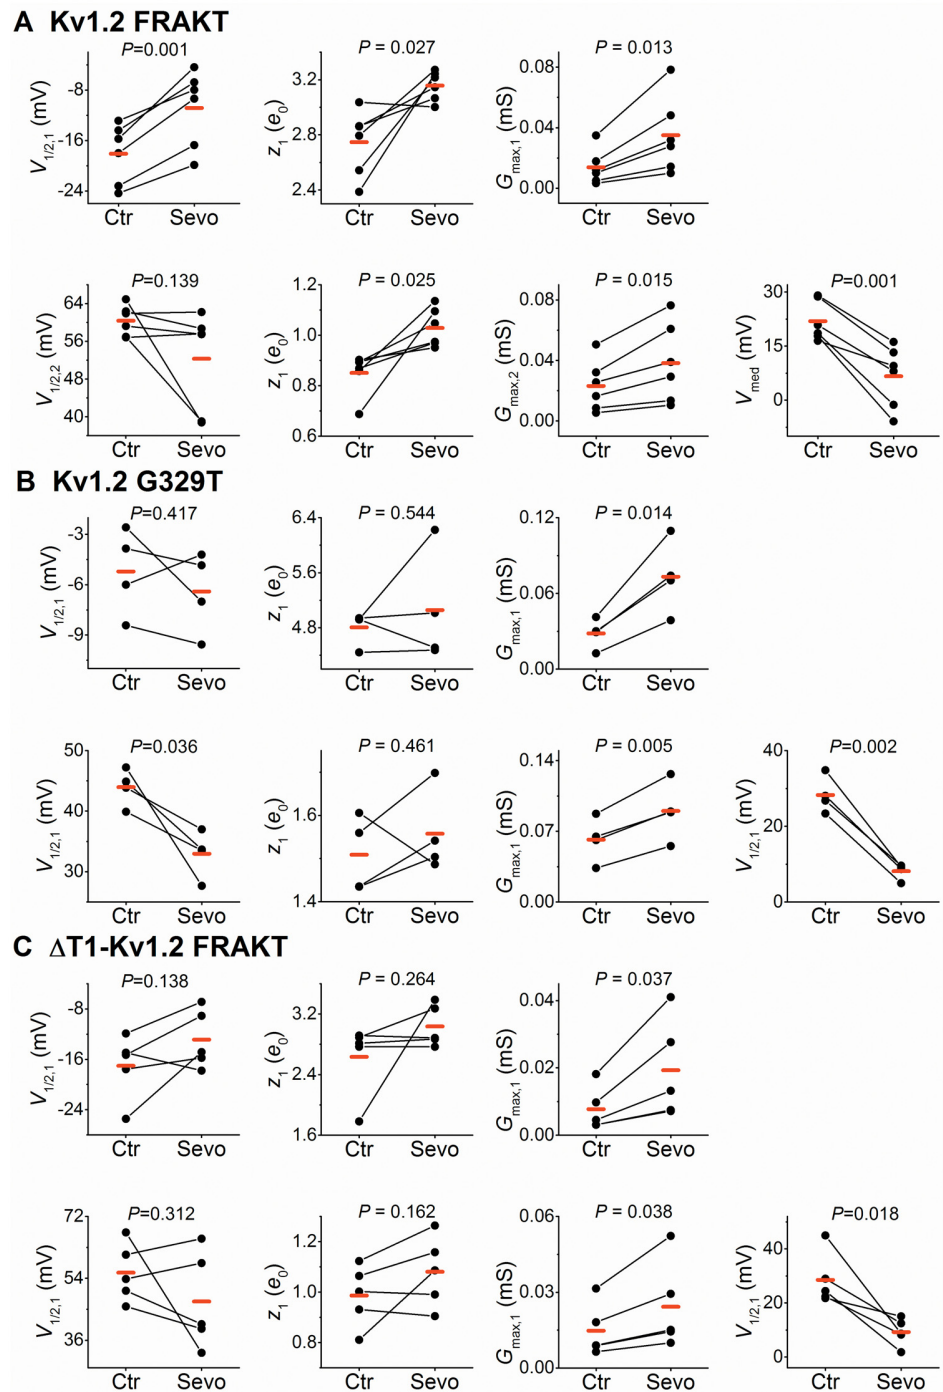 A Kv1.2 FRAKT
P=0.001
P = 0.027
P = 0.013
V1/2,1 (mV)
-8
-16
-24
Ctr Sevo
z1 (e0)
3.2
2.8
2.4
Ctr Sevo
Gmax,1 (mS)
0.08
0.04
0.00
Ctr Sevo
P=0.139
P = 0.025
P = 0.015
P=0.001
V1/2,2 (mV)
64
56
48
40
Ctr Sevo
z1 (e0)
1.2
1.0
0.8
0.6
Ctr Sevo
Gmax,2 (mS)
0.08
0.04
0.00
Ctr Sevo
Vmed (mV)
30
15
0
Ctr Sevo
B Kv1.2 G329T
P=0.417
P = 0.544
P = 0.014
V1/2,1 (mV)
-3
-6
-9
Ctr Sevo
z1 (e0)
6.4
5.6
4.8
Ctr Sevo
Gmax,1 (mS)
0.12
0.06
0.00
Ctr Sevo
P=0.036
P = 0.461
P = 0.005
P=0.002
V1/2,1 (mV)
50
40
30
Ctr Sevo
z1 (e0)
1.6
1.4
Ctr Sevo
Gmax,1 (mS)
0.14
0.07
0.00
Ctr Sevo
V1/2,1 (mV)
40
20
0
Ctr Sevo
C ΔT1-Kv1.2 FRAKT
P=0.138
P = 0.264
P = 0.037
V1/2,1 (mV)
-8
-16
-24
Ctr Sevo
z1 (e0)
3.2
2.4
1.6
Ctr Sevo
Gmax,1 (mS)
0.04
0.02
0.00
Ctr Sevo
P=0.312
P = 0.162
P = 0.038
P=0.018
V1/2,1 (mV)
72
54
36
Ctr Sevo
z1 (e0)
1.2
1.0
0.8
Ctr Sevo
Gmax,1 (mS)
0.06
0.03
0.00
Ctr Sevo
V1/2,1 (mV)
40
20
0
Ctr Sevo